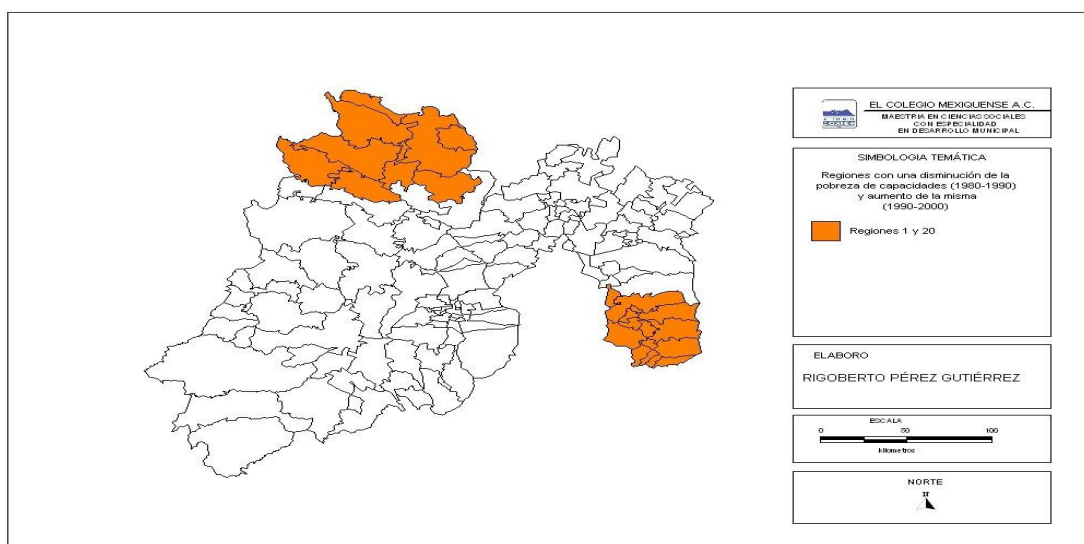 EL COLEGIO MEXIQUENSE A.C.
MAESTRIA EN CIENCIAS SOCIALES
CON ESPECIALIDAD
EN DESARROLLO MUNICIPAL
SIMBOLOGIA TEMÁTICA
Regiones con una disminución de la
pobreza de capacidades (1980-1990)
y aumento de la misma
(1990-2000)
Regiones 1 y 20
ELABORO
RIGOBERTO PÉREZ GUTIÉRREZ
ESCALA
0 50 100
kilometros
NORTE
N